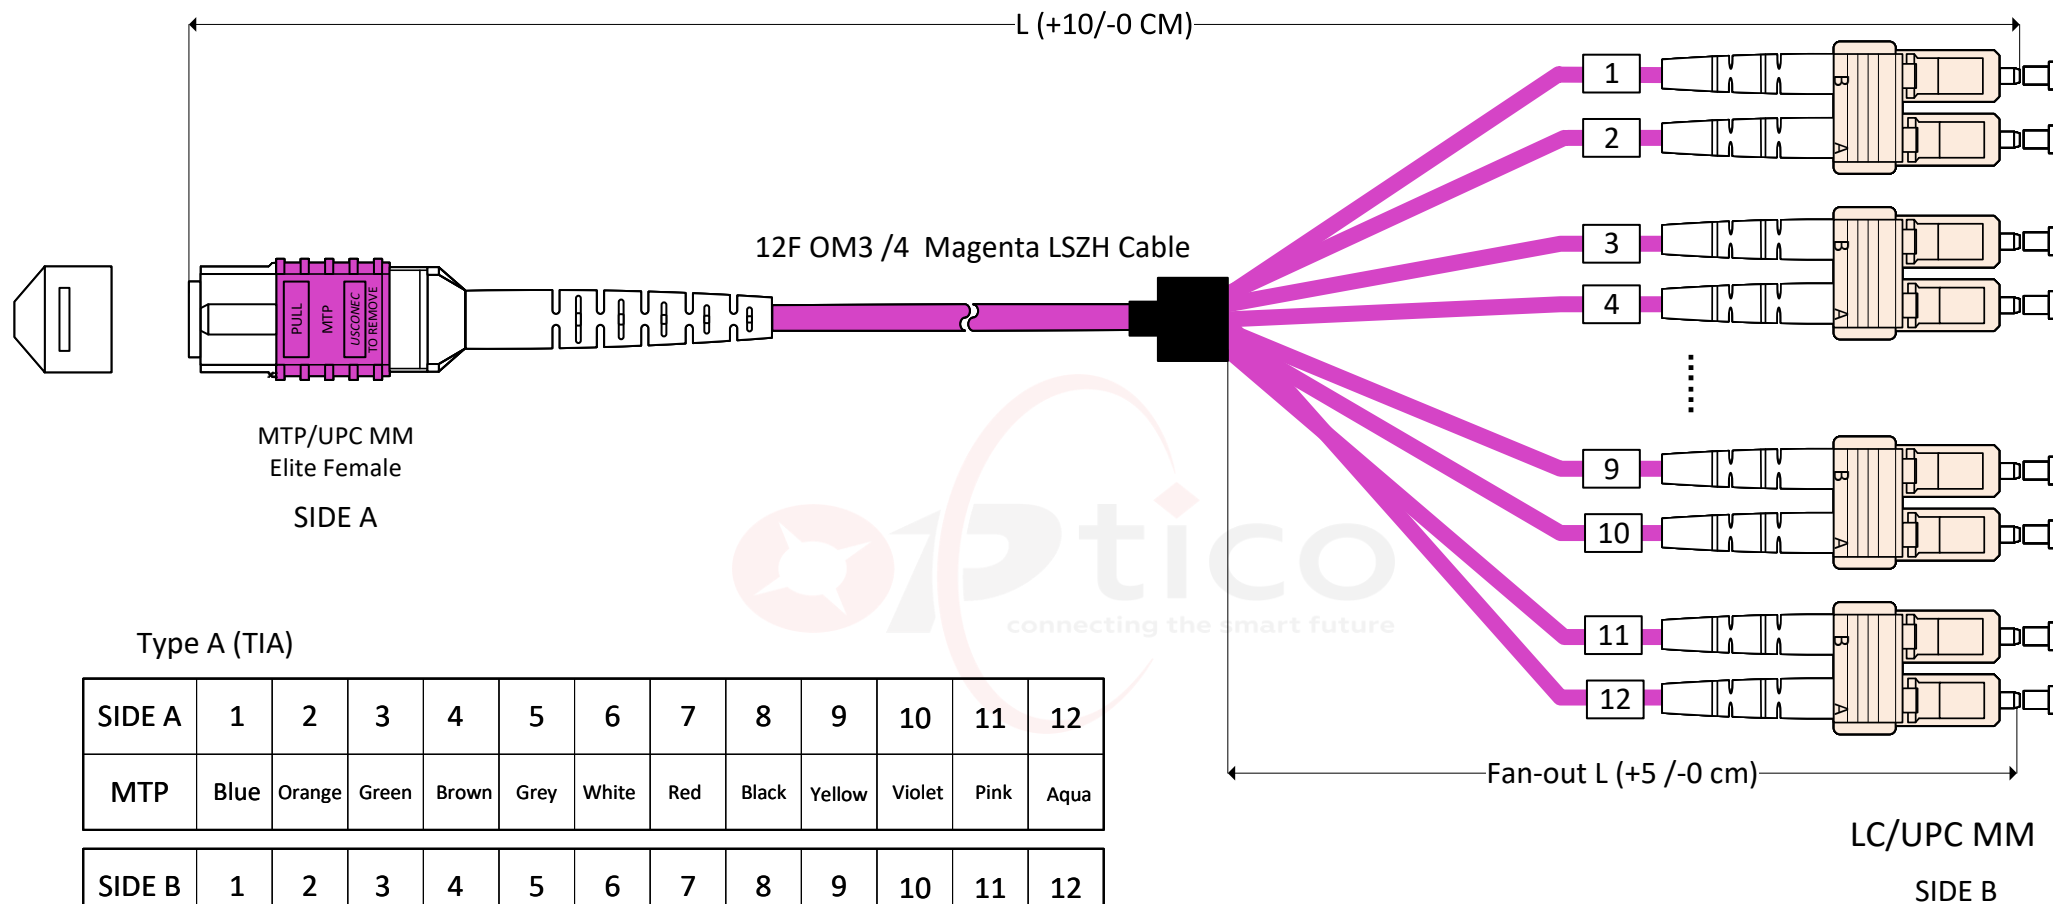 L (+10/-0 CM)
1
B
2
A
12F OM3 /4  Magenta LSZH Cable
3
B
4
A
PULL
MTP
USCONEC
TO REMOVE
MTP/UPC MM
Elite Female
SIDE A
9
B
10
A
OPtico
connecting the smart future
11
B
12
A
Type A (TIA)
SIDE A 1 2 3 4 5 6 7 8 9 10 11 12
MTP Blue Orange Green Brown Grey White Red Black Yellow Violet Pink Aqua
SIDE B 1 2 3 4 5 6 7 8 9 10 11 12
Fan-out L (+5 /-0 cm)
LC/UPC MM
SIDE B